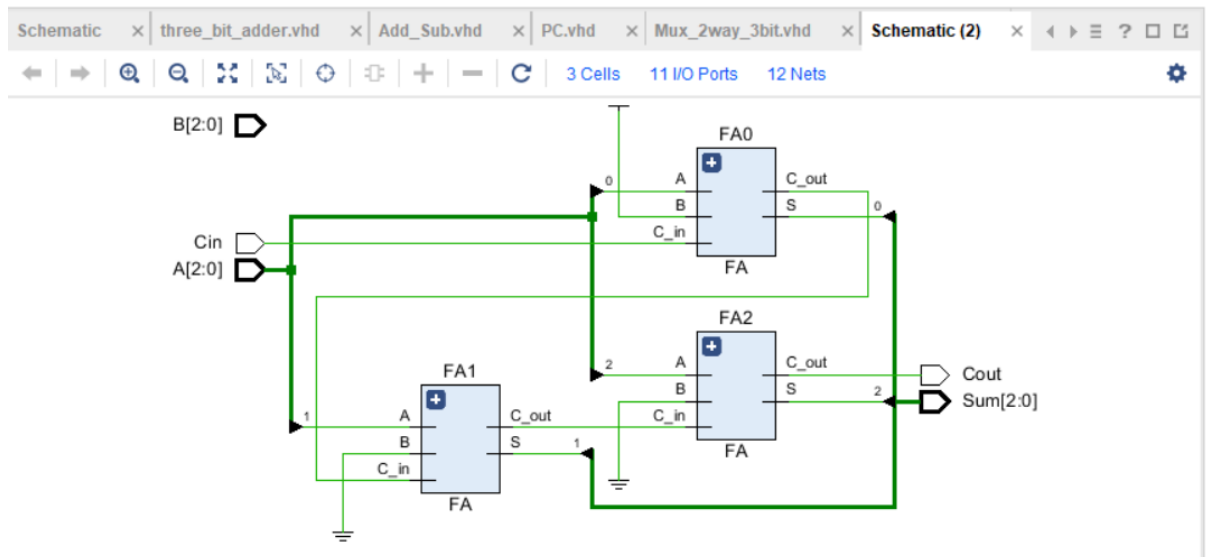 Schematic × three_bit_adder.vhd × Add_Sub.vhd × PC.vhd × Mux_2way_3bit.vhd × Schematic (2) × ?
3 Cells 11 I/O Ports 12 Nets
B[2:0]
FA0
0 A C_out
B S 0
C_in
Cin
A[2:0]
FA
FA2
2 A C_out
B S 2
C_in
FA
Cout
Sum[2:0]
FA1
1 A C_out
B S 1
C_in
FA